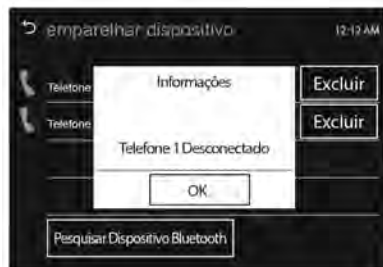 emparelhar dispositivo 12:12 AM
Informações
Telefone Excluir
Telefone Excluir
Telefone 1 Desconectado
OK
Pesquisar Dispositivo Bluetooth